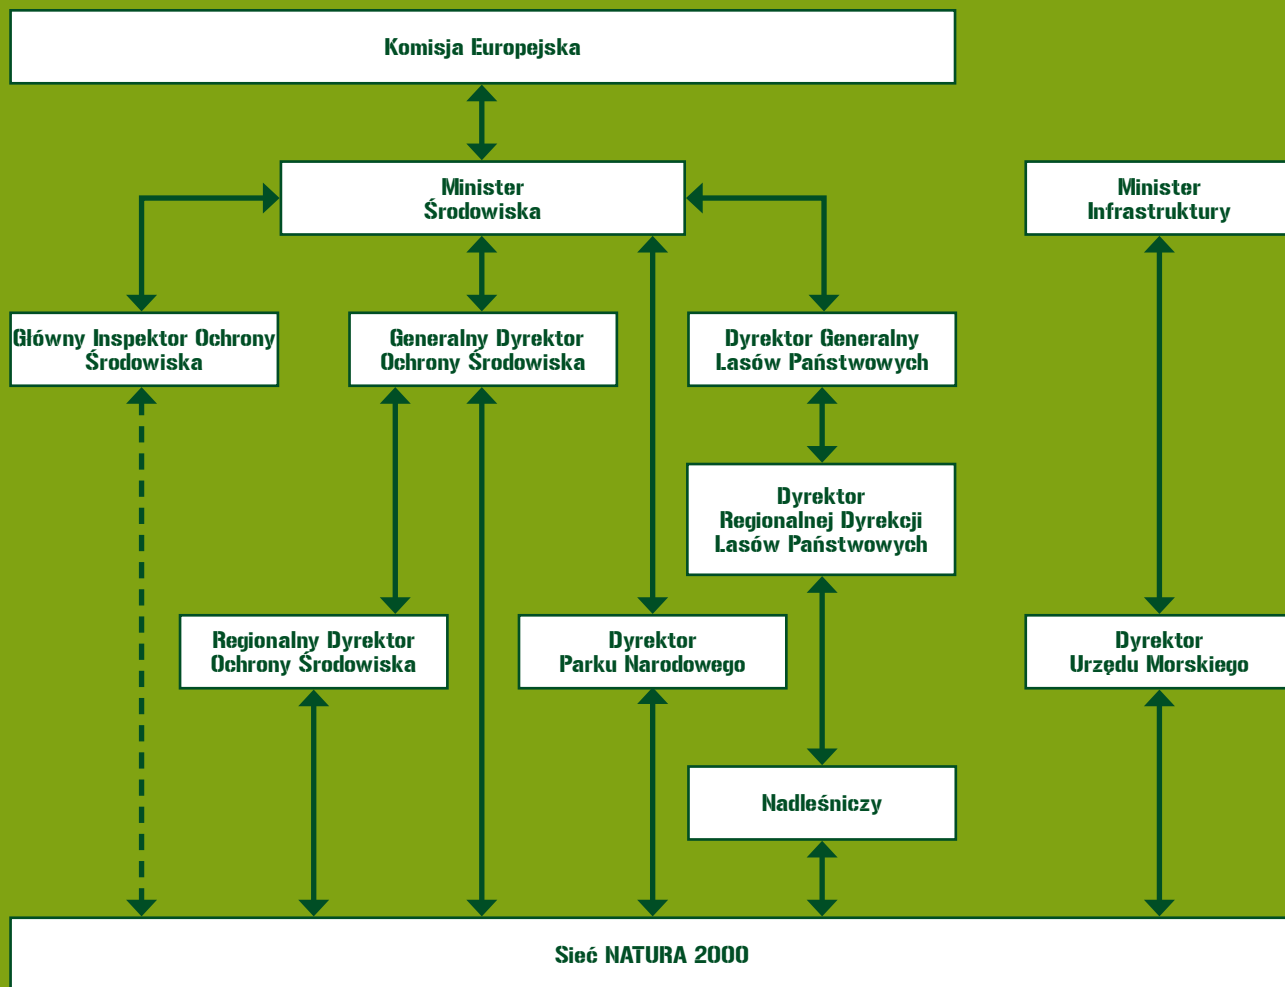 Komisja Europejska
Minister
Środowiska
Minister
Infrastruktury
Główny Inspektor Ochrony
Środowiska
Generalny Dyrektor
Ochrony Środowiska
Dyrektor Generalny
Lasów Państwowych
Dyrektor
Regionalnej Dyrekcji
Lasów Państwowych
Regionalny Dyrektor
Ochrony Środowiska
Dyrektor
Parku Narodowego
Dyrektor
Urzędu Morskiego
Nadleśniczy
Sieć NATURA 2000